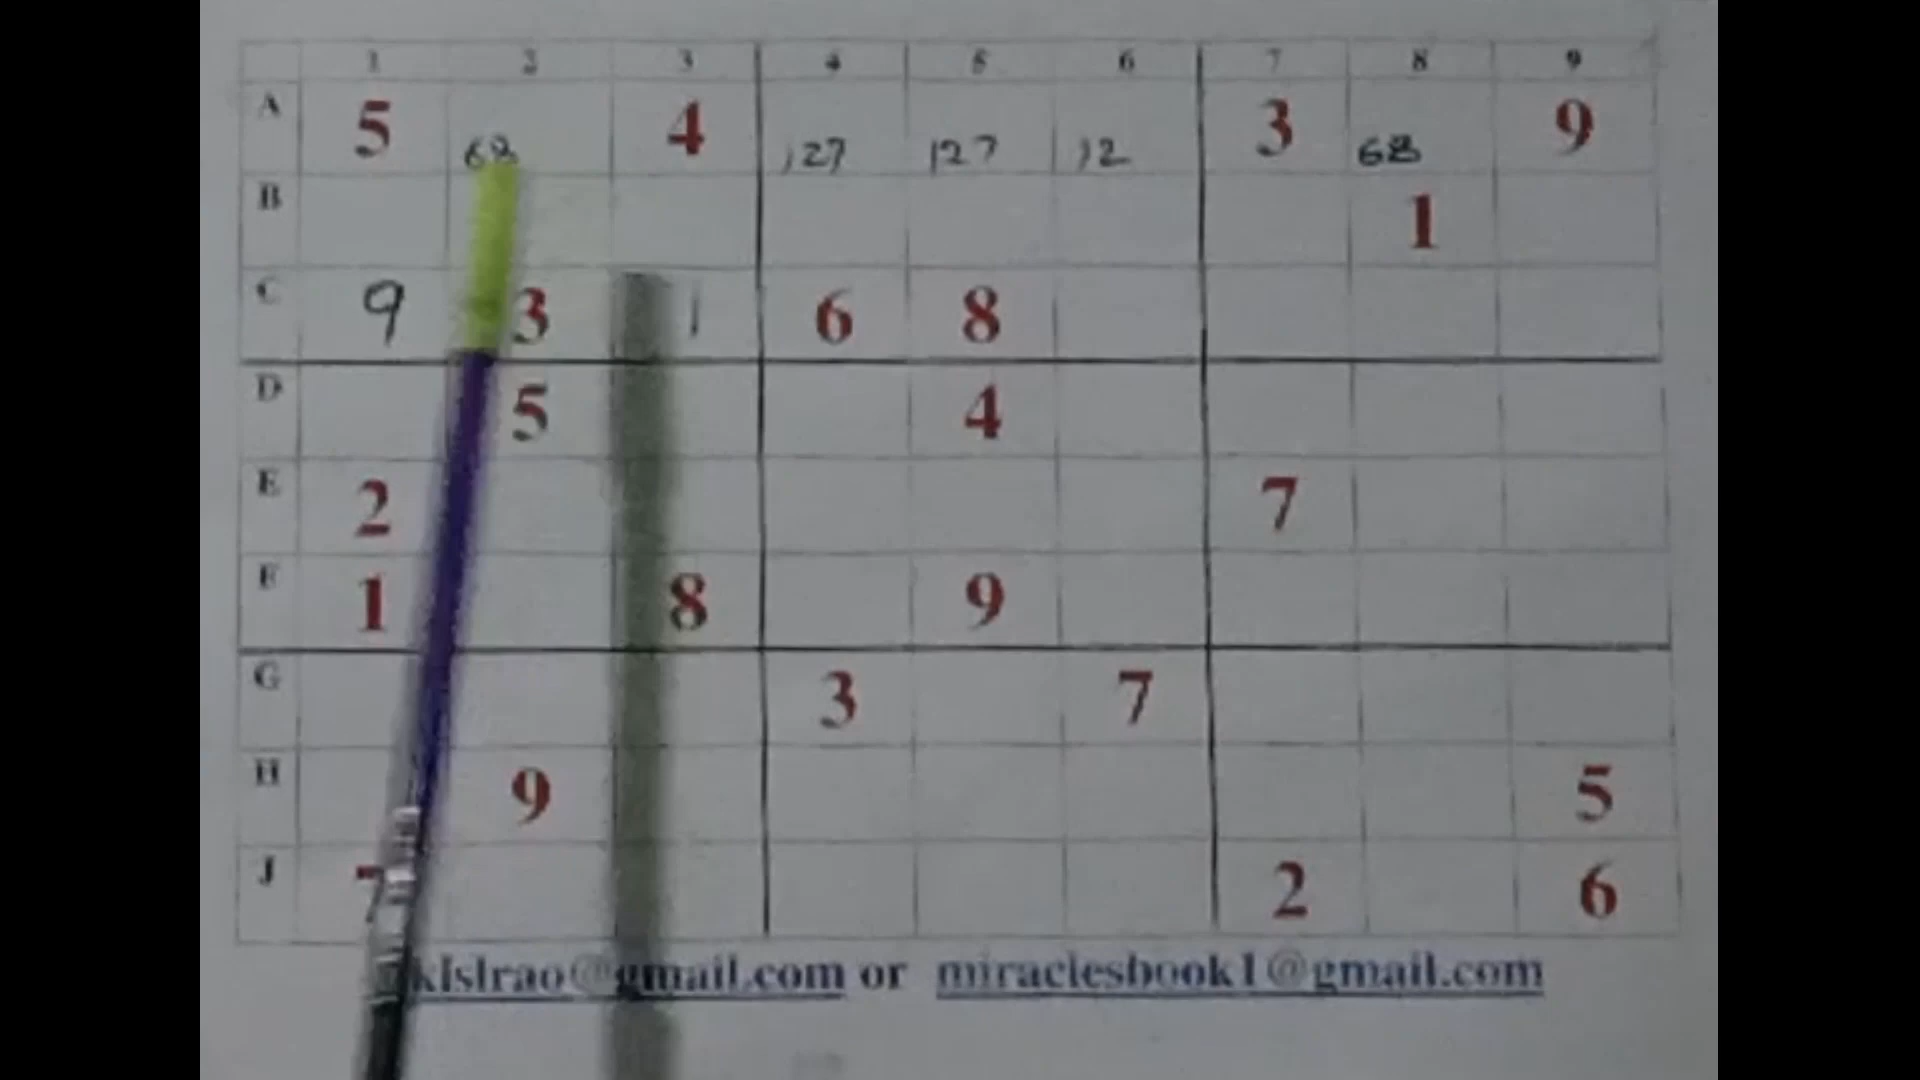 1 2 3 4 5 6 7 8 9
A 5 68 4 127 127 12 3 68 9
B 1
C 9 3 1 6 8
D 5 4
E 2 7
F 1 8 9
G 3 7
H 9 5
J 7 2 6
klslrao@gmail.com or miraclesbook1@gmail.com